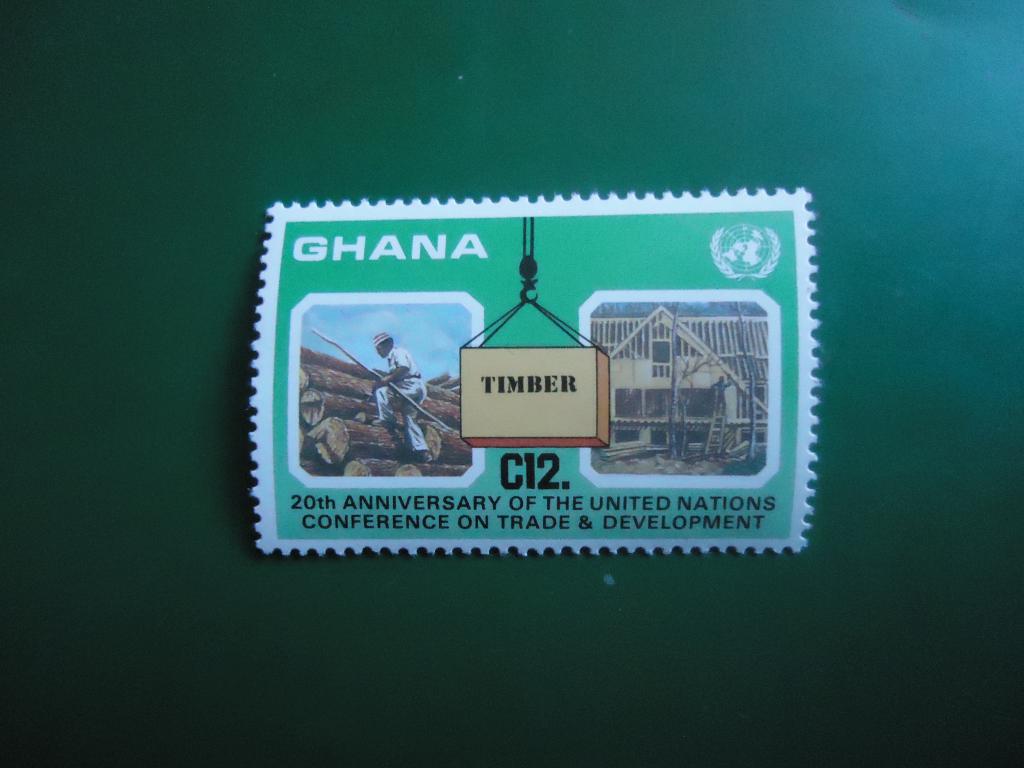 GHANA
TIMBER
C12.
20th ANNIVERSARY OF THE UNITED NATIONS
CONFERENCE ON TRADE & DEVELOPMENT